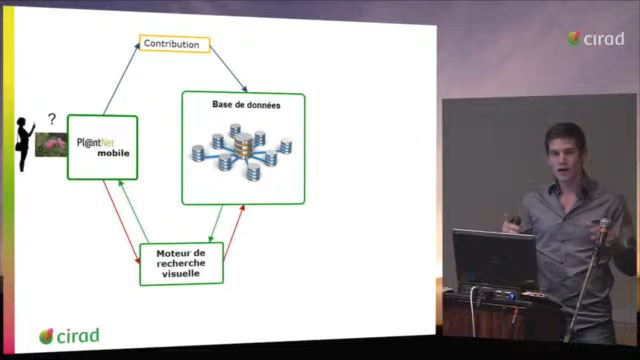 Contribution
cirad
Base de données
?
Pl@ntNet
mobile
Moteur de
recherche
visuelle
cirad